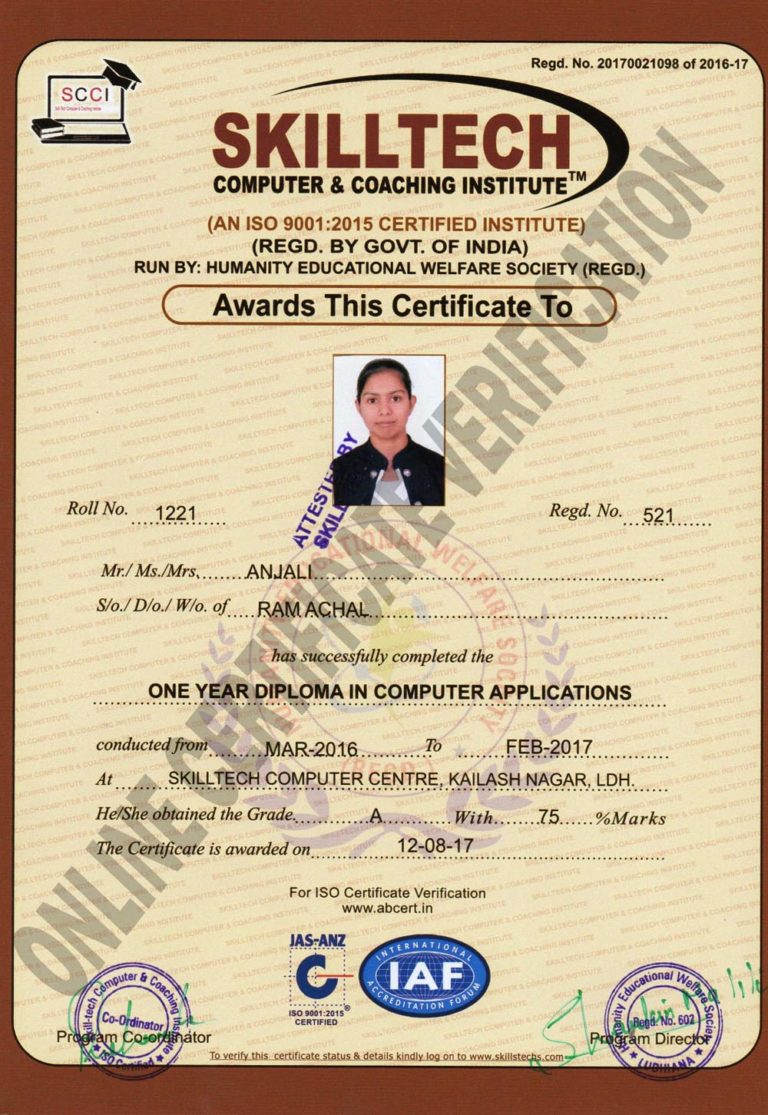 Regd. No. 20170021098 of 2016-17
SCCI
SKILLTECH
COMPUTER & COACHING INSTITUTE™
(AN ISO 9001:2015 CERTIFIED INSTITUTE)
(REGD. BY GOVT. OF INDIA)
RUN BY: HUMANITY EDUCATIONAL WELFARE SOCIETY (REGD.)
Awards This Certificate To
ATTESTED BY
SKILL
Roll No. 1221 Regd. No. 521
Mr./ Ms./Mrs. ANJALI
S/o./ D/o./ W/o. of RAM ACHAL
has successfully completed the
ONE YEAR DIPLOMA IN COMPUTER APPLICATIONS
conducted from MAR-2016 To FEB-2017
At SKILLTECH COMPUTER CENTRE, KAILASH NAGAR, LDH.
He/She obtained the Grade. A With. 75 %Marks
The Certificate is awarded on 12-08-17
ONLINE CERTIFICATE VERIFICATION
EDUCATIONAL WELFARE SOCIETY
(REGD.)
For ISO Certificate Verification
www.abcert.in
JAS-ANZ
C
ISO 9001:2015
CERTIFIED
INTERNATIONAL
IAF
ACCREDITATION FORUM
Skill-tech Computer & Coaching Institute
Co-Ordinator
ISO Certified
Program Co-ordinator
Humanity Educational Welfare Society
Regd. No. 602
LUDHIANA
Program Director
To verify this certificate status & details kindly log on to www.skillstechs.com